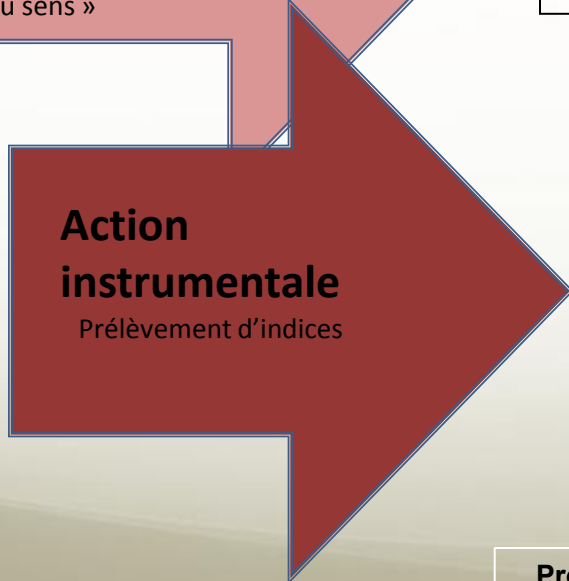 u sens »
Action
instrumentale
Prélèvement d’indices
Pr